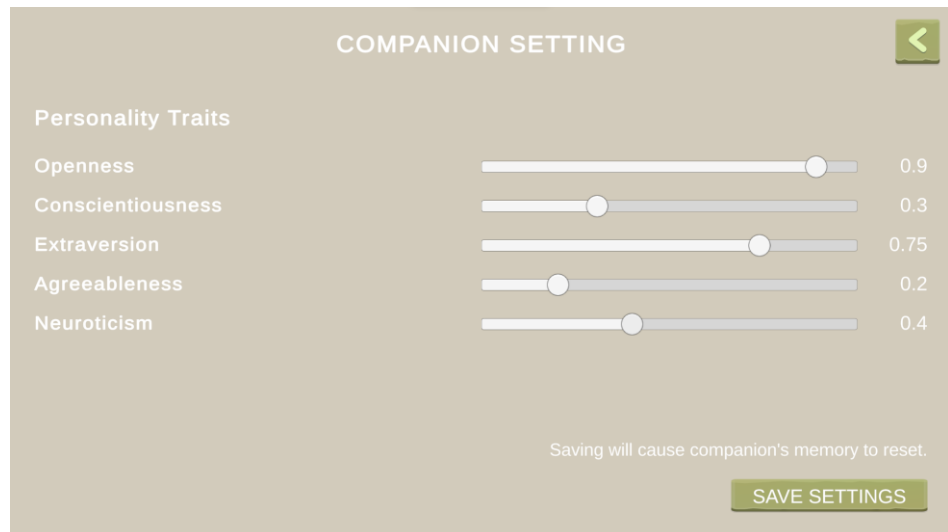 COMPANION SETTING
Personality Traits
Openness 0.9
Conscientiousness 0.3
Extraversion 0.75
Agreeableness 0.2
Neuroticism 0.4
Saving will cause companion's memory to reset.
SAVE SETTINGS